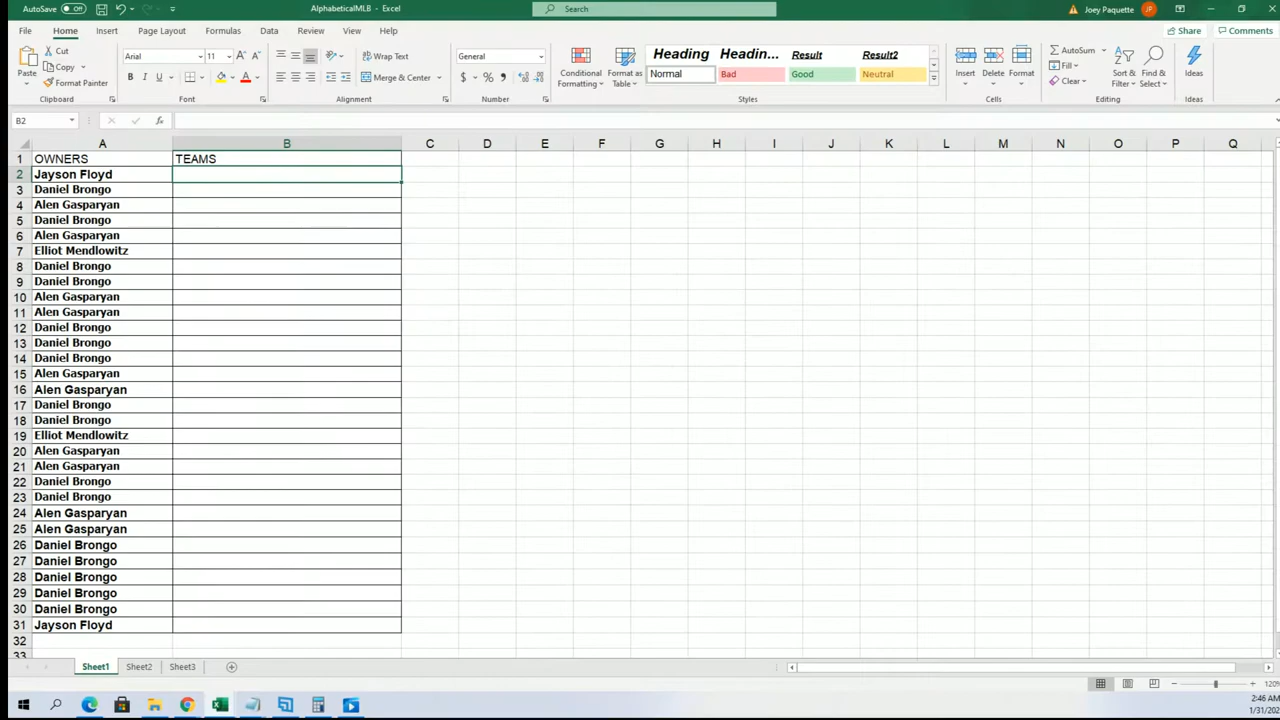 AutoSave Off AlphabeticalMLB - Excel Search Joey Paquette JP
File Home Insert Page Layout Formulas Data Review View Help Share Comments
Paste Cut Copy Format Painter Clipboard
Arial 11 A A B I U A Font
Wrap Text Merge & Center Alignment
General $ % Number
Conditional Formatting Format as Table
Heading Headin... Result Result2
Normal Bad Good Neutral
Styles
Insert Delete Format Cells
AutoSum Fill Clear Sort & Filter Find & Select Editing
Ideas Ideas
B2 fx
A B C D E F G H I J K L M N O P Q
1 OWNERS TEAMS
2 Jayson Floyd
3 Daniel Brongo
4 Alen Gasparyan
5 Daniel Brongo
6 Alen Gasparyan
7 Elliot Mendlowitz
8 Daniel Brongo
9 Daniel Brongo
10 Alen Gasparyan
11 Alen Gasparyan
12 Daniel Brongo
13 Daniel Brongo
14 Daniel Brongo
15 Alen Gasparyan
16 Alen Gasparyan
17 Daniel Brongo
18 Daniel Brongo
19 Elliot Mendlowitz
20 Alen Gasparyan
21 Alen Gasparyan
22 Daniel Brongo
23 Daniel Brongo
24 Alen Gasparyan
25 Alen Gasparyan
26 Daniel Brongo
27 Daniel Brongo
28 Daniel Brongo
29 Daniel Brongo
30 Daniel Brongo
31 Jayson Floyd
32
33
Sheet1 Sheet2 Sheet3
120%
2:46 AM
1/31/202